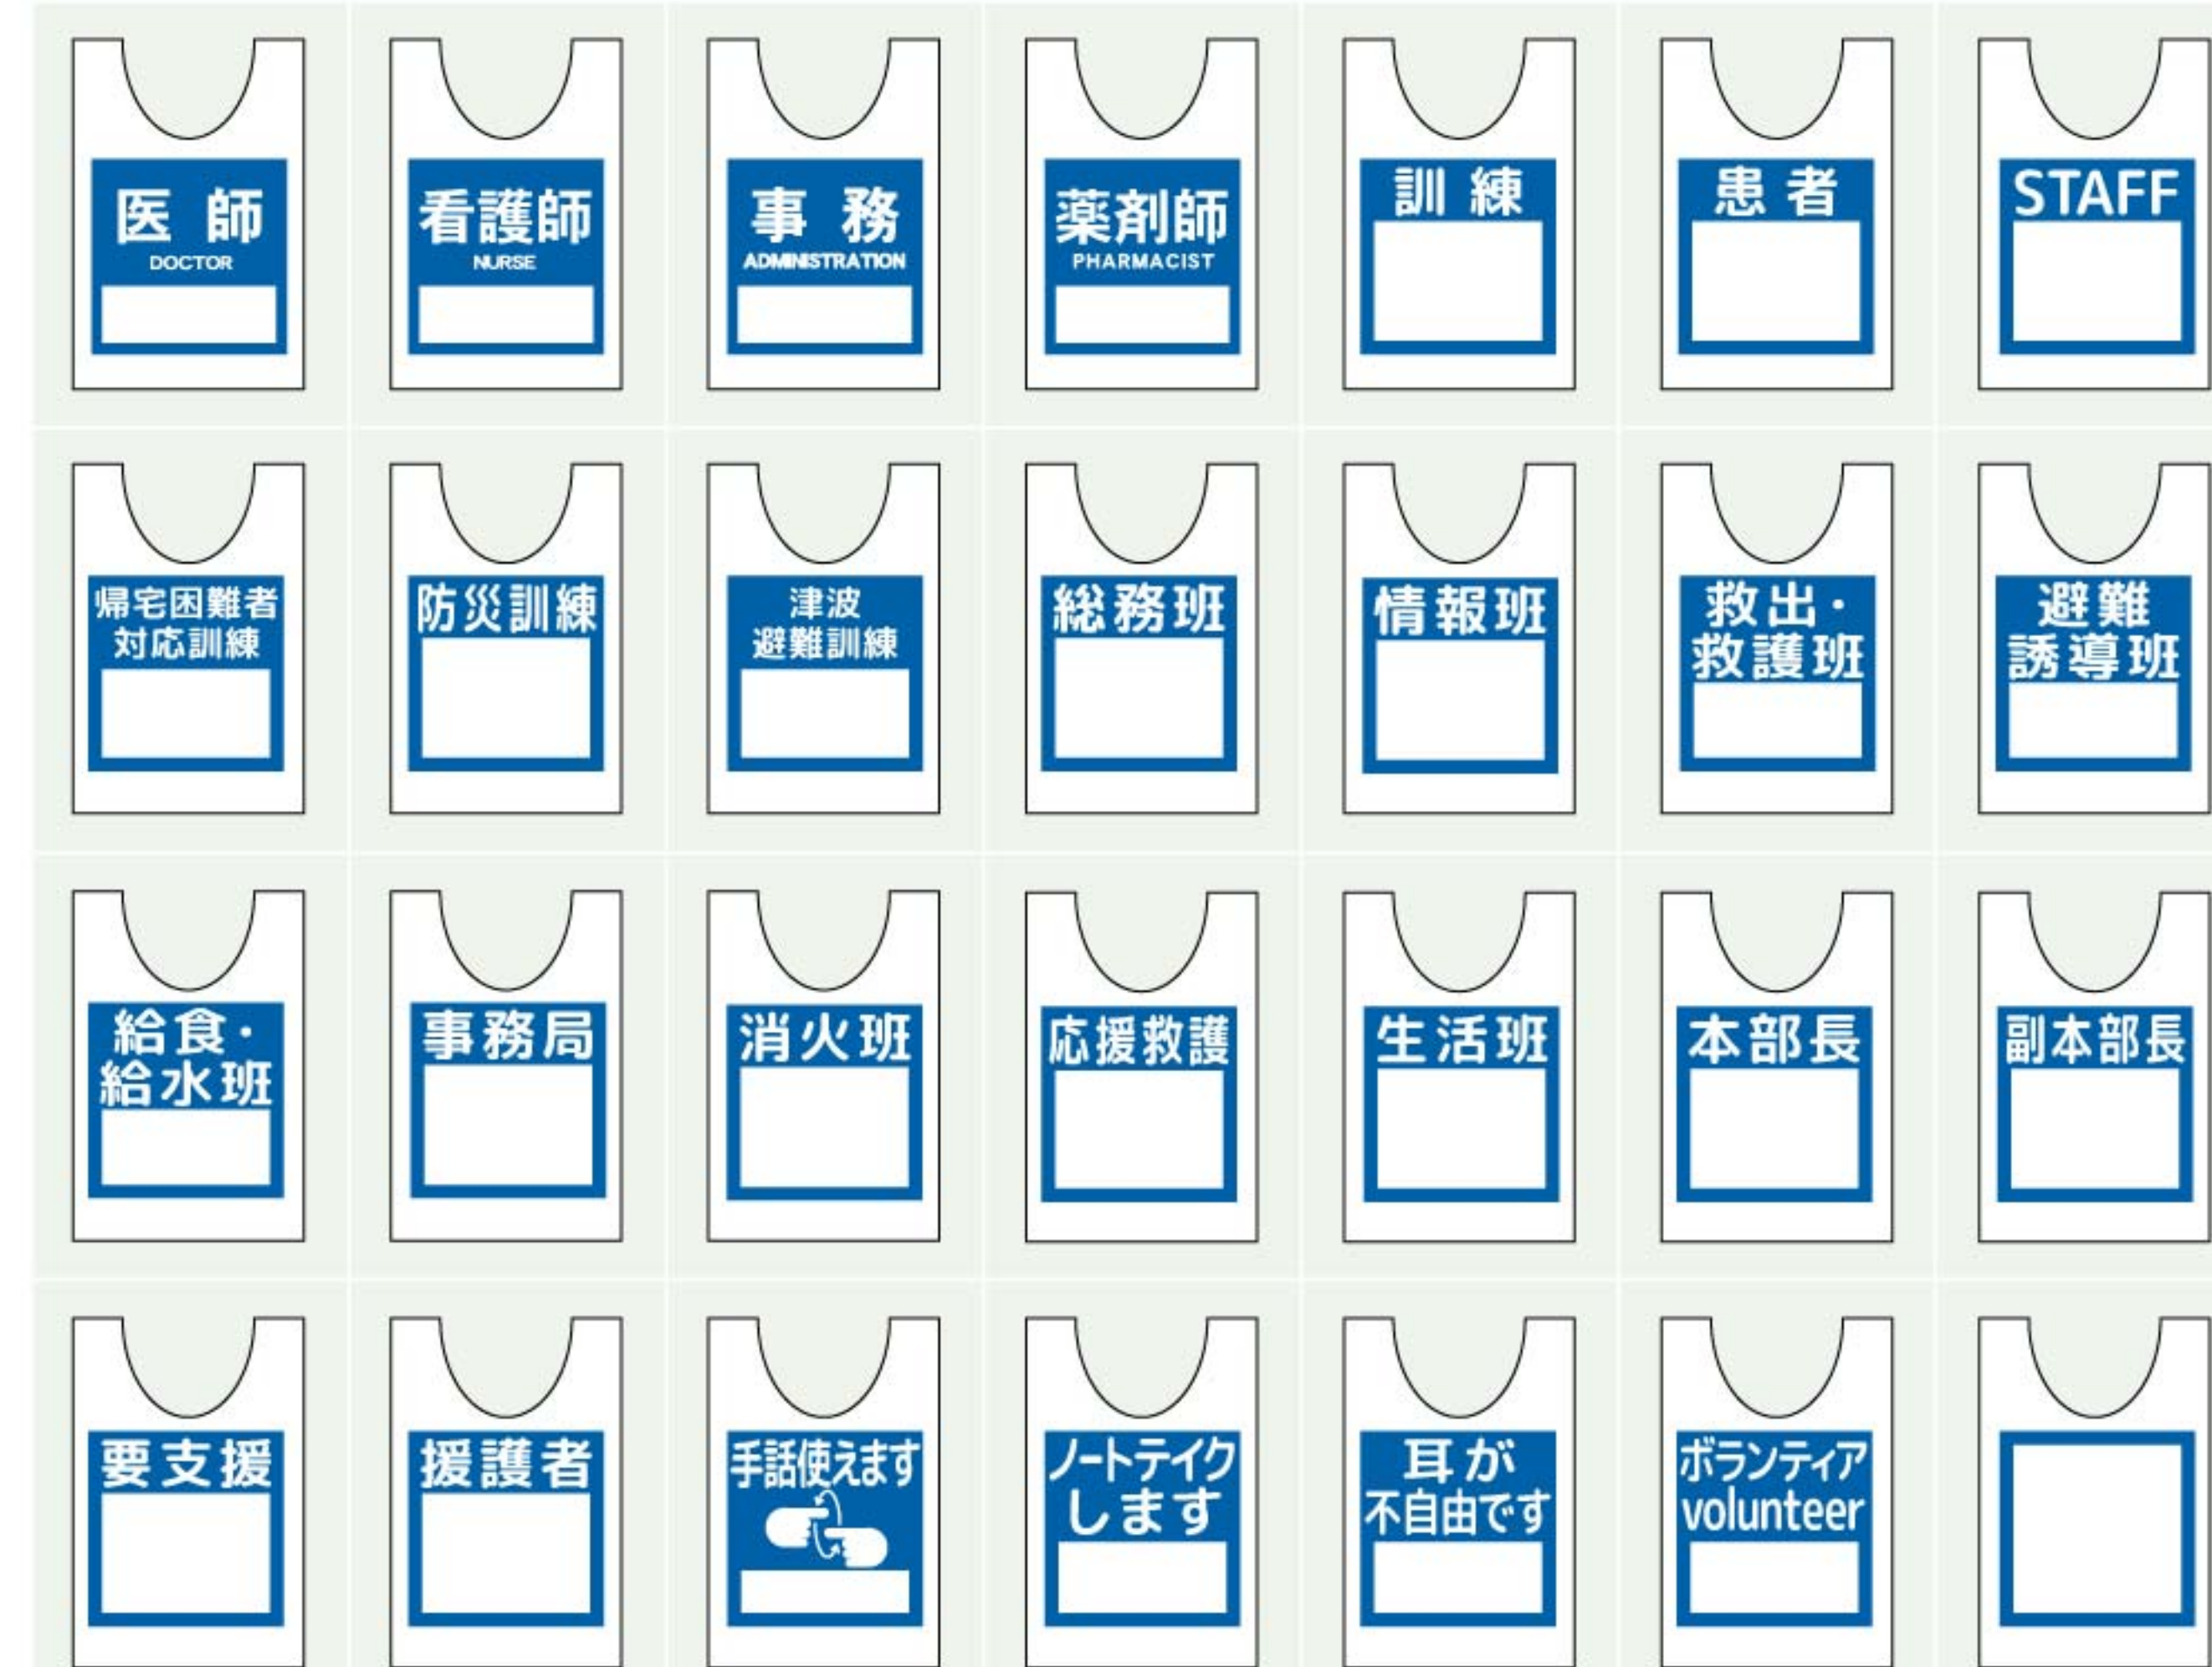 医 師
DOCTOR
看護師
NURSE
事 務
ADMINISTRATION
薬剤師
PHARMACIST
訓 練
患 者
STAFF
帰宅困難者
対応訓練
防災訓練
津波
避難訓練
総務班
情報班
救出・
救護班
避難
誘導班
給食・
給水班
事務局
消火班
応援救護
生活班
本部長
副本部長
要支援
援護者
手話使えます
ノートテイク
します
耳が
不自由です
ボランティア
volunteer